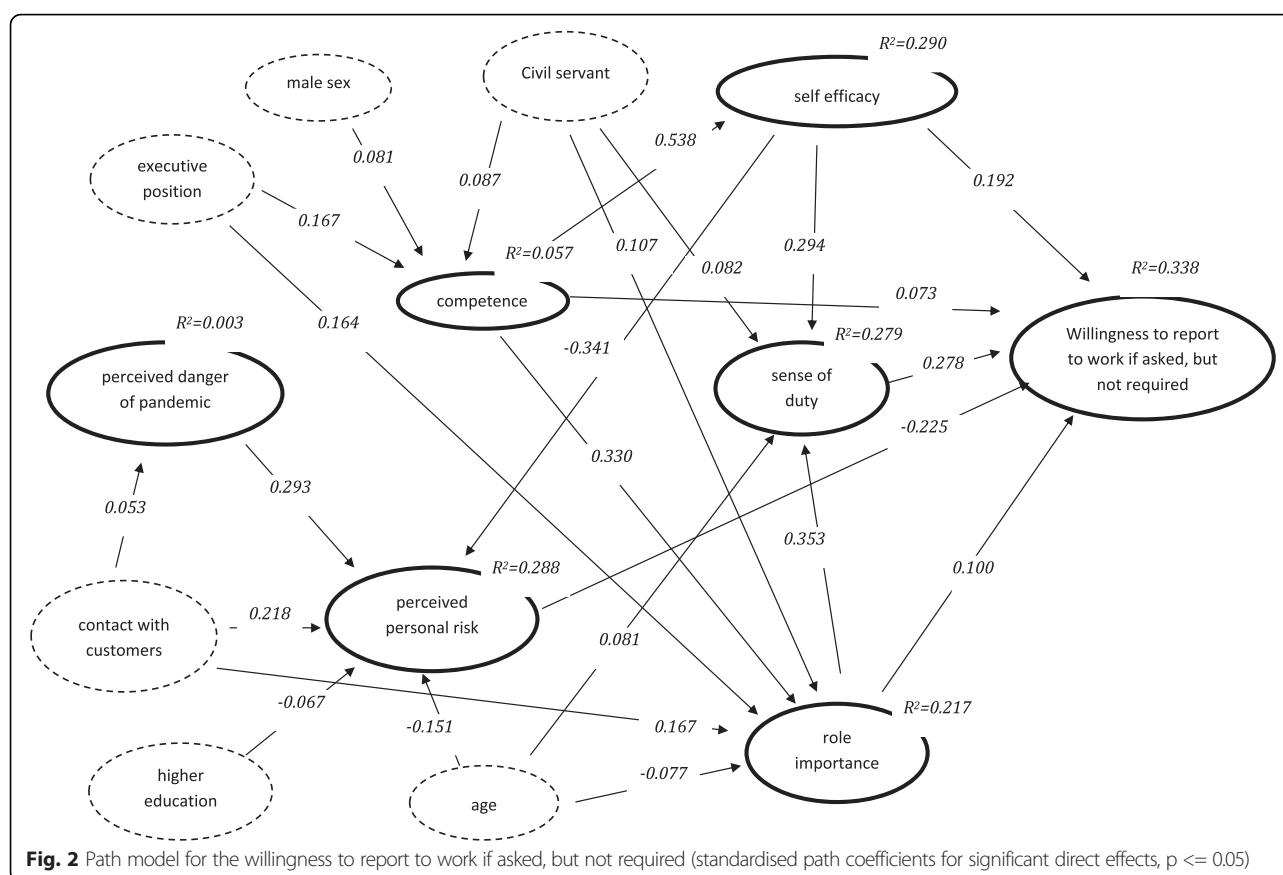 R²=0.290
male sex
Civil servant
self efficacy
0.538
executive
position
0.081
0.087
0.192
0.167
R²=0.057
0.107
0.294
0.082
R²=0.338
competence
0.073
R²=0.003
0.164
-0.341
R²=0.279
0.278
Willingness to report
to work if asked, but
not required
perceived danger
of pandemic
sense of
duty
-0.225
0.330
0.293
0.053
0.353
0.100
R²=0.288
perceived
personal risk
contact with
customers
0.218
0.081
-0.067
-0.151
0.167
R²=0.217
role
importance
higher
education
age
-0.077
Fig. 2 Path model for the willingness to report to work if asked, but not required (standardised path coefficients for significant direct effects, p <= 0.05)